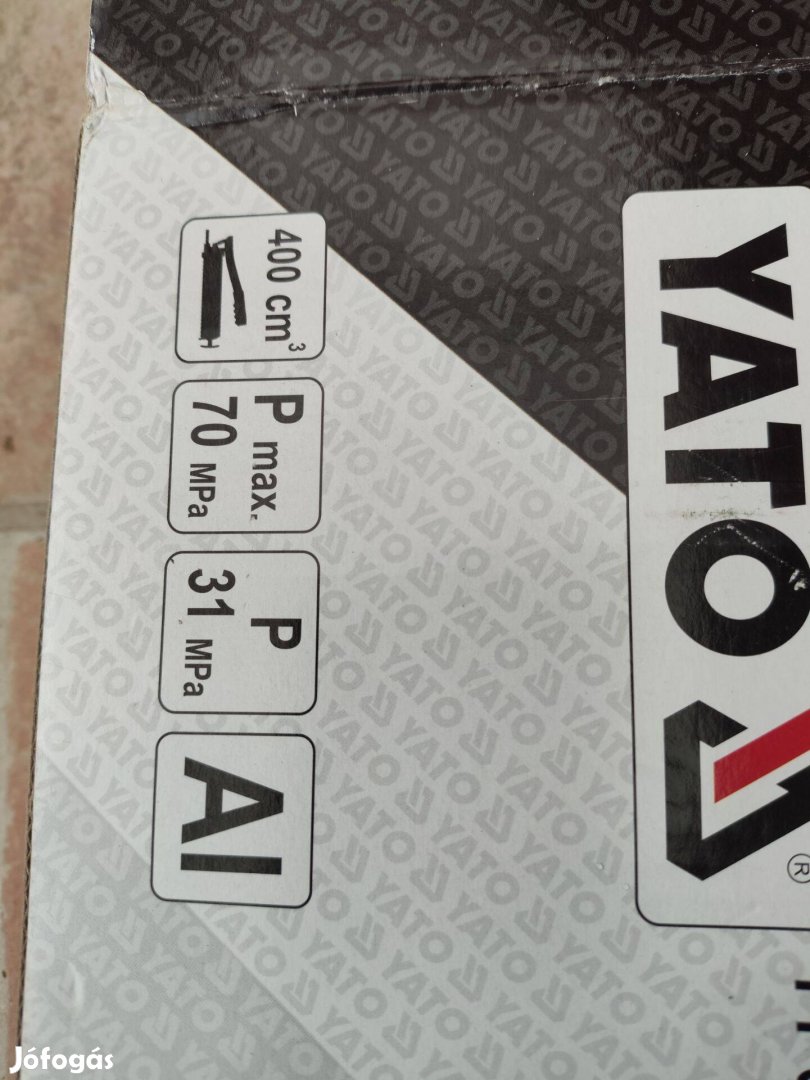 YATO
®
400 cm³
P max.
70 MPa
P
31 MPa
Al
Jófogás